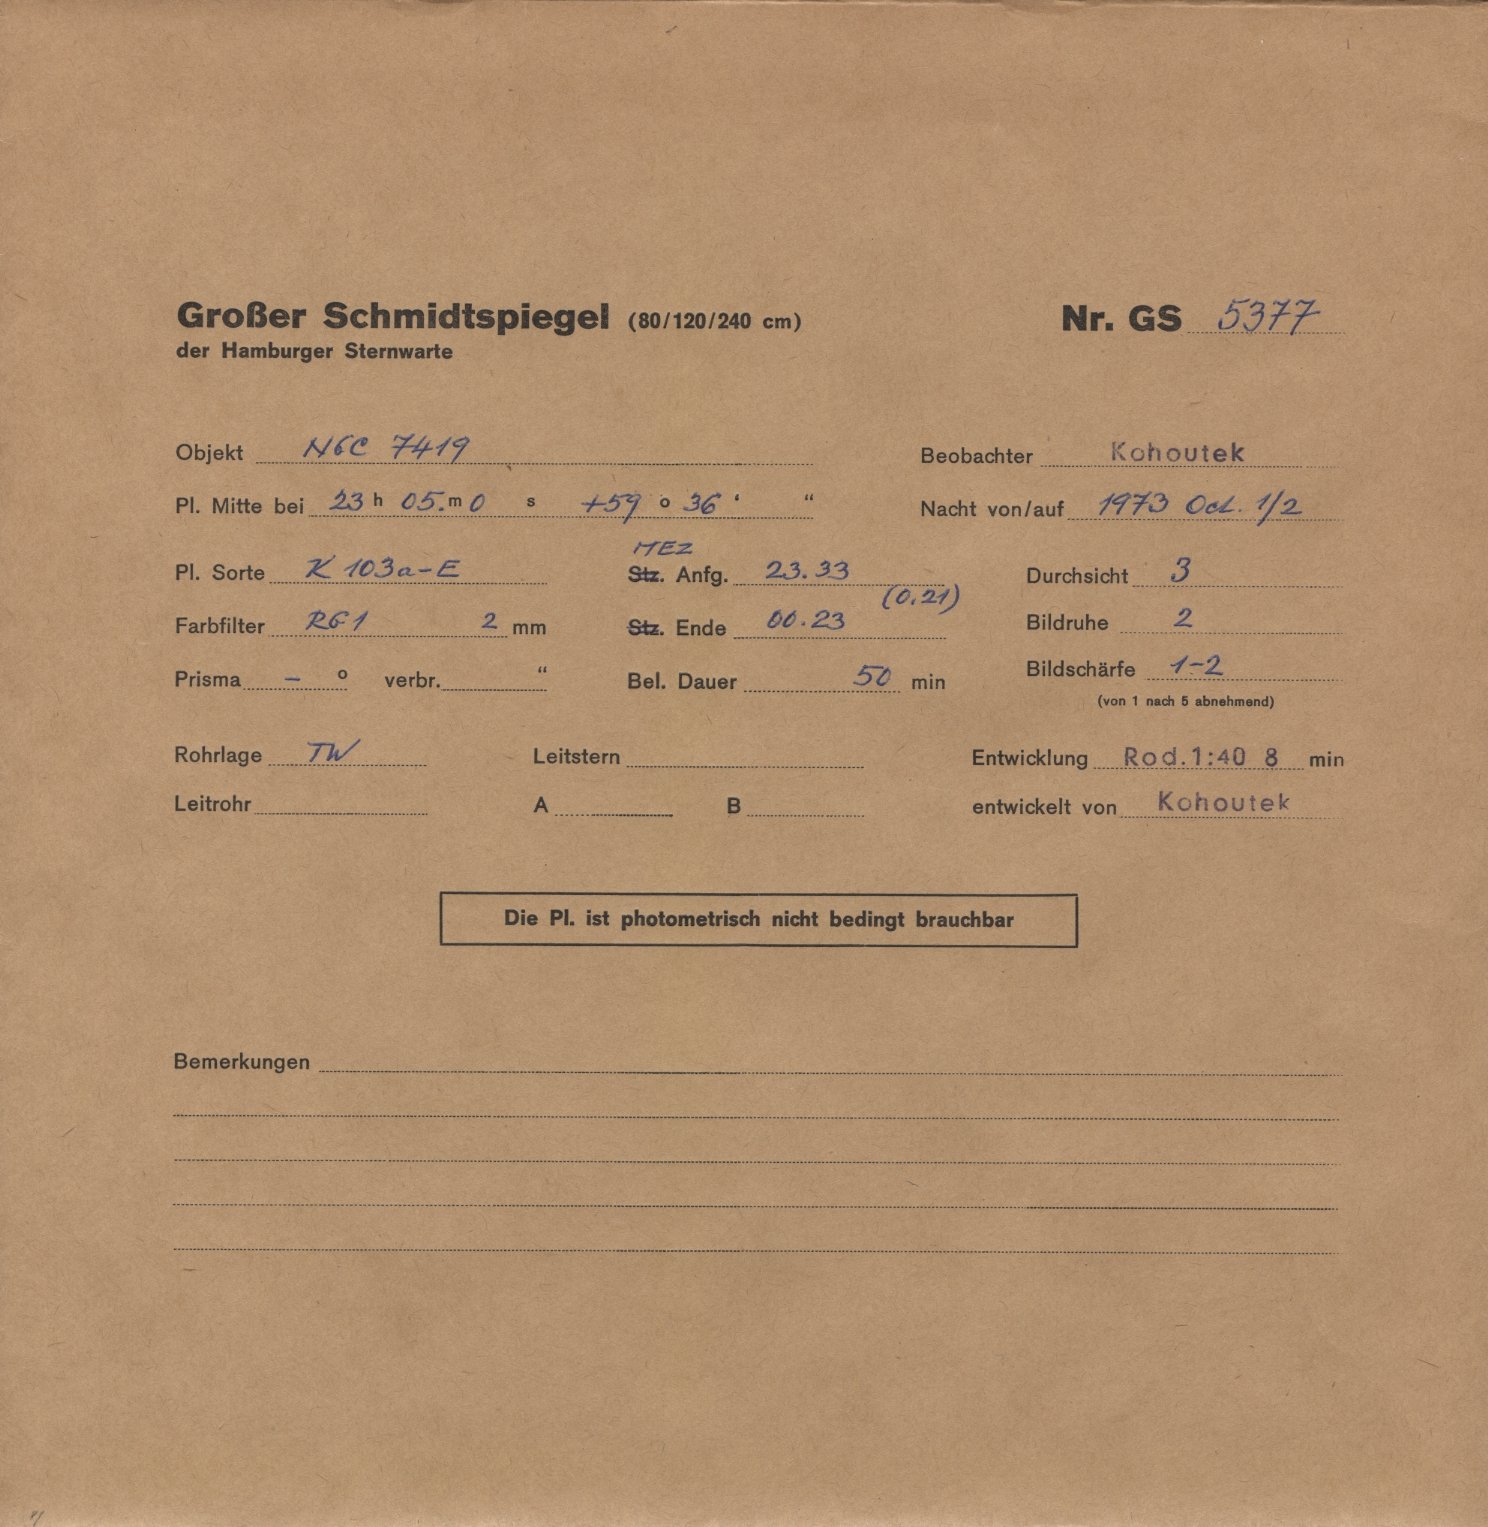 Großer Schmidtspiegel (80/120/240 cm) Nr. GS 5377
der Hamburger Sternwarte
Objekt NGC 7419 Beobachter Kohoutek
Pl. Mitte bei 23 h 05. m 0 s +59 o 36 ‘ “ Nacht von/auf 1973 Oct. 1/2
MEZ
Pl. Sorte K 103a-E Stz. Anfg. 23.33 Durchsicht 3
(0.21)
Farbfilter RG1 2 mm Stz. Ende 00.23 Bildruhe 2
Prisma – o verbr. “ Bel. Dauer 50 min Bildschärfe 1-2
(von 1 nach 5 abnehmend)
Rohrlage TW Leitstern Entwicklung Rod.1:40 8 min
Leitrohr A B entwickelt von Kohoutek
Die Pl. ist photometrisch nicht bedingt brauchbar
Bemerkungen